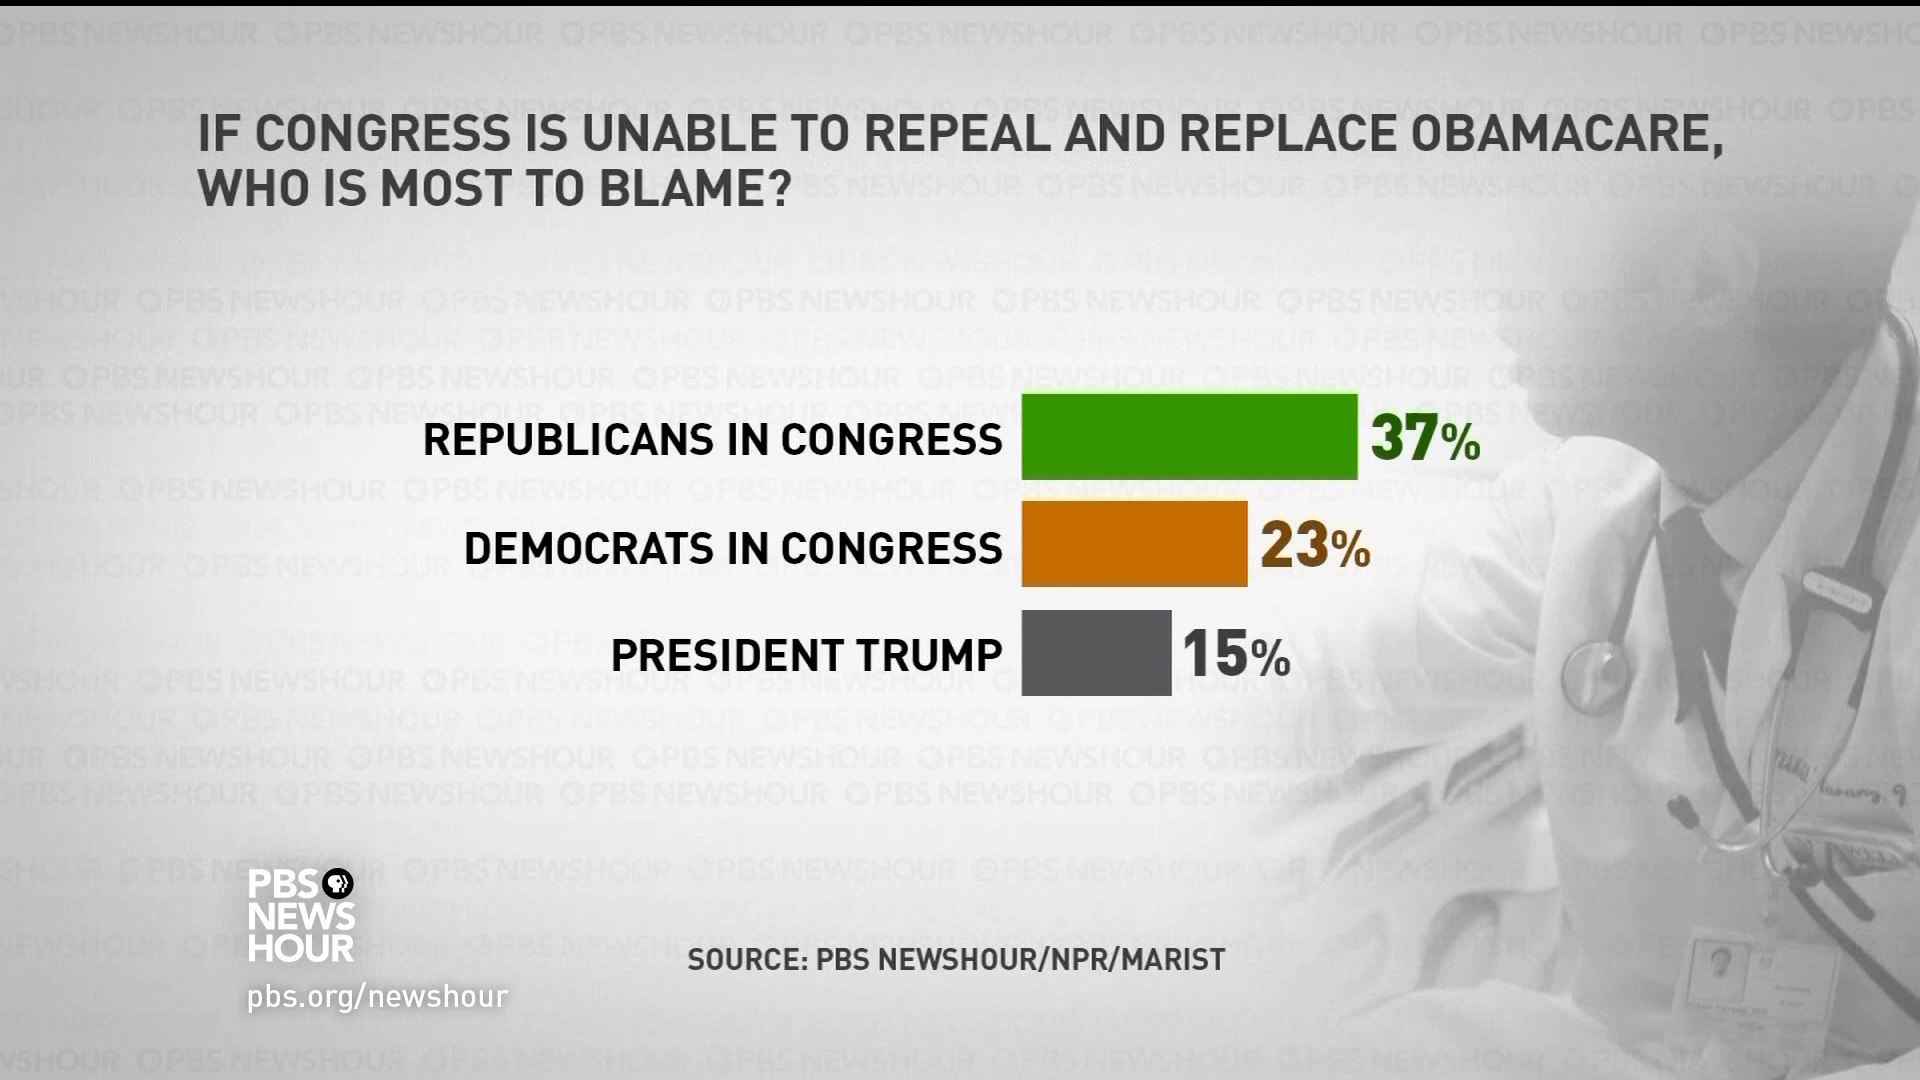 IF CONGRESS IS UNABLE TO REPEAL AND REPLACE OBAMACARE,
WHO IS MOST TO BLAME?
REPUBLICANS IN CONGRESS 37%
DEMOCRATS IN CONGRESS 23%
PRESIDENT TRUMP 15%
PBS
NEWS
HOUR
SOURCE: PBS NEWSHOUR/NPR/MARIST
pbs.org/newshour